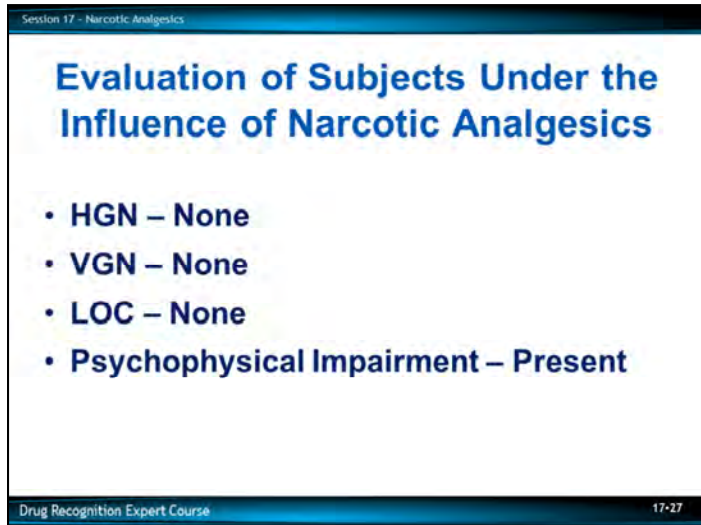 Session 17 - Narcotic Analgesics
Evaluation of Subjects Under the
Influence of Narcotic Analgesics
• HGN – None
• VGN – None
• LOC – None
• Psychophysical Impairment – Present
Drug Recognition Expert Course 17-27